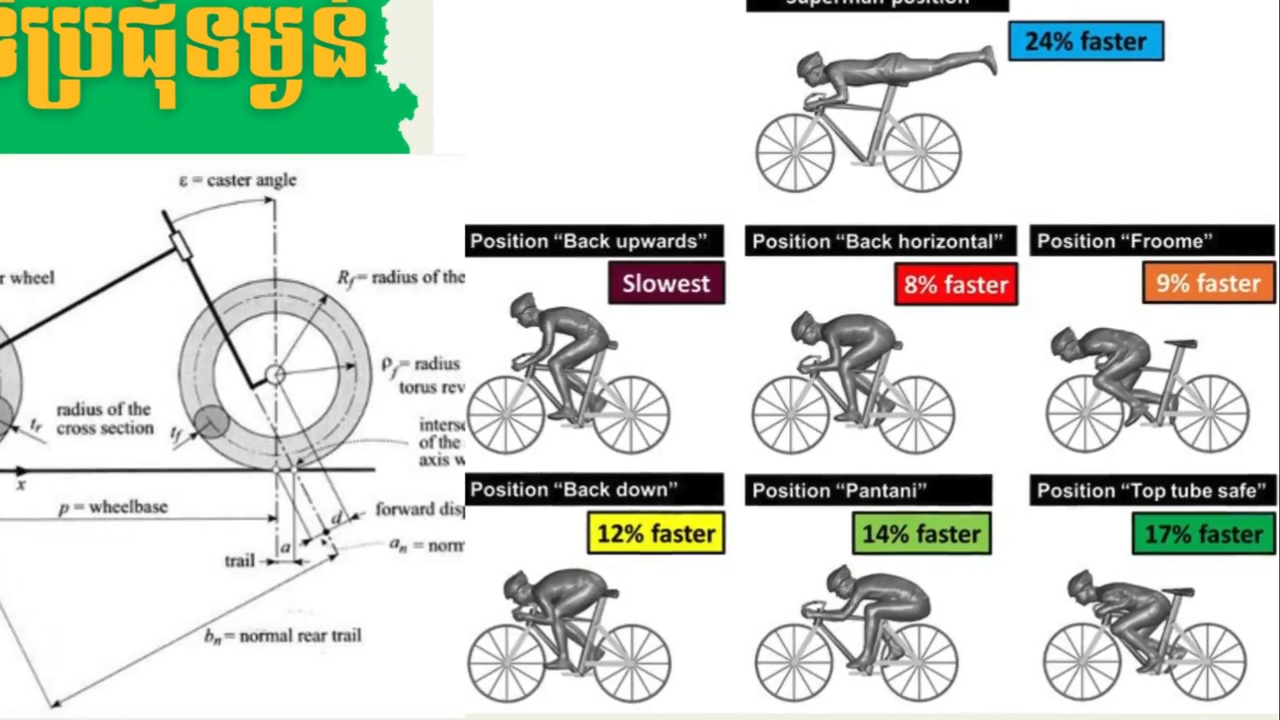 ប្រជុំទម្ងន់
Superman position
24% faster
ε = caster angle
r wheel
R_f = radius of the
ρ_f = radius
torus rev
radius of the
cross section
t_r
t_f
of the
axis w
x
p = wheelbase
d
a
trail
a_n = norm
b_n = normal rear trail
Position “Back upwards”
Slowest
Position “Back horizontal”
8% faster
Position “Froome”
9% faster
Position “Back down”
12% faster
Position “Pantani”
14% faster
Position “Top tube safe”
17% faster